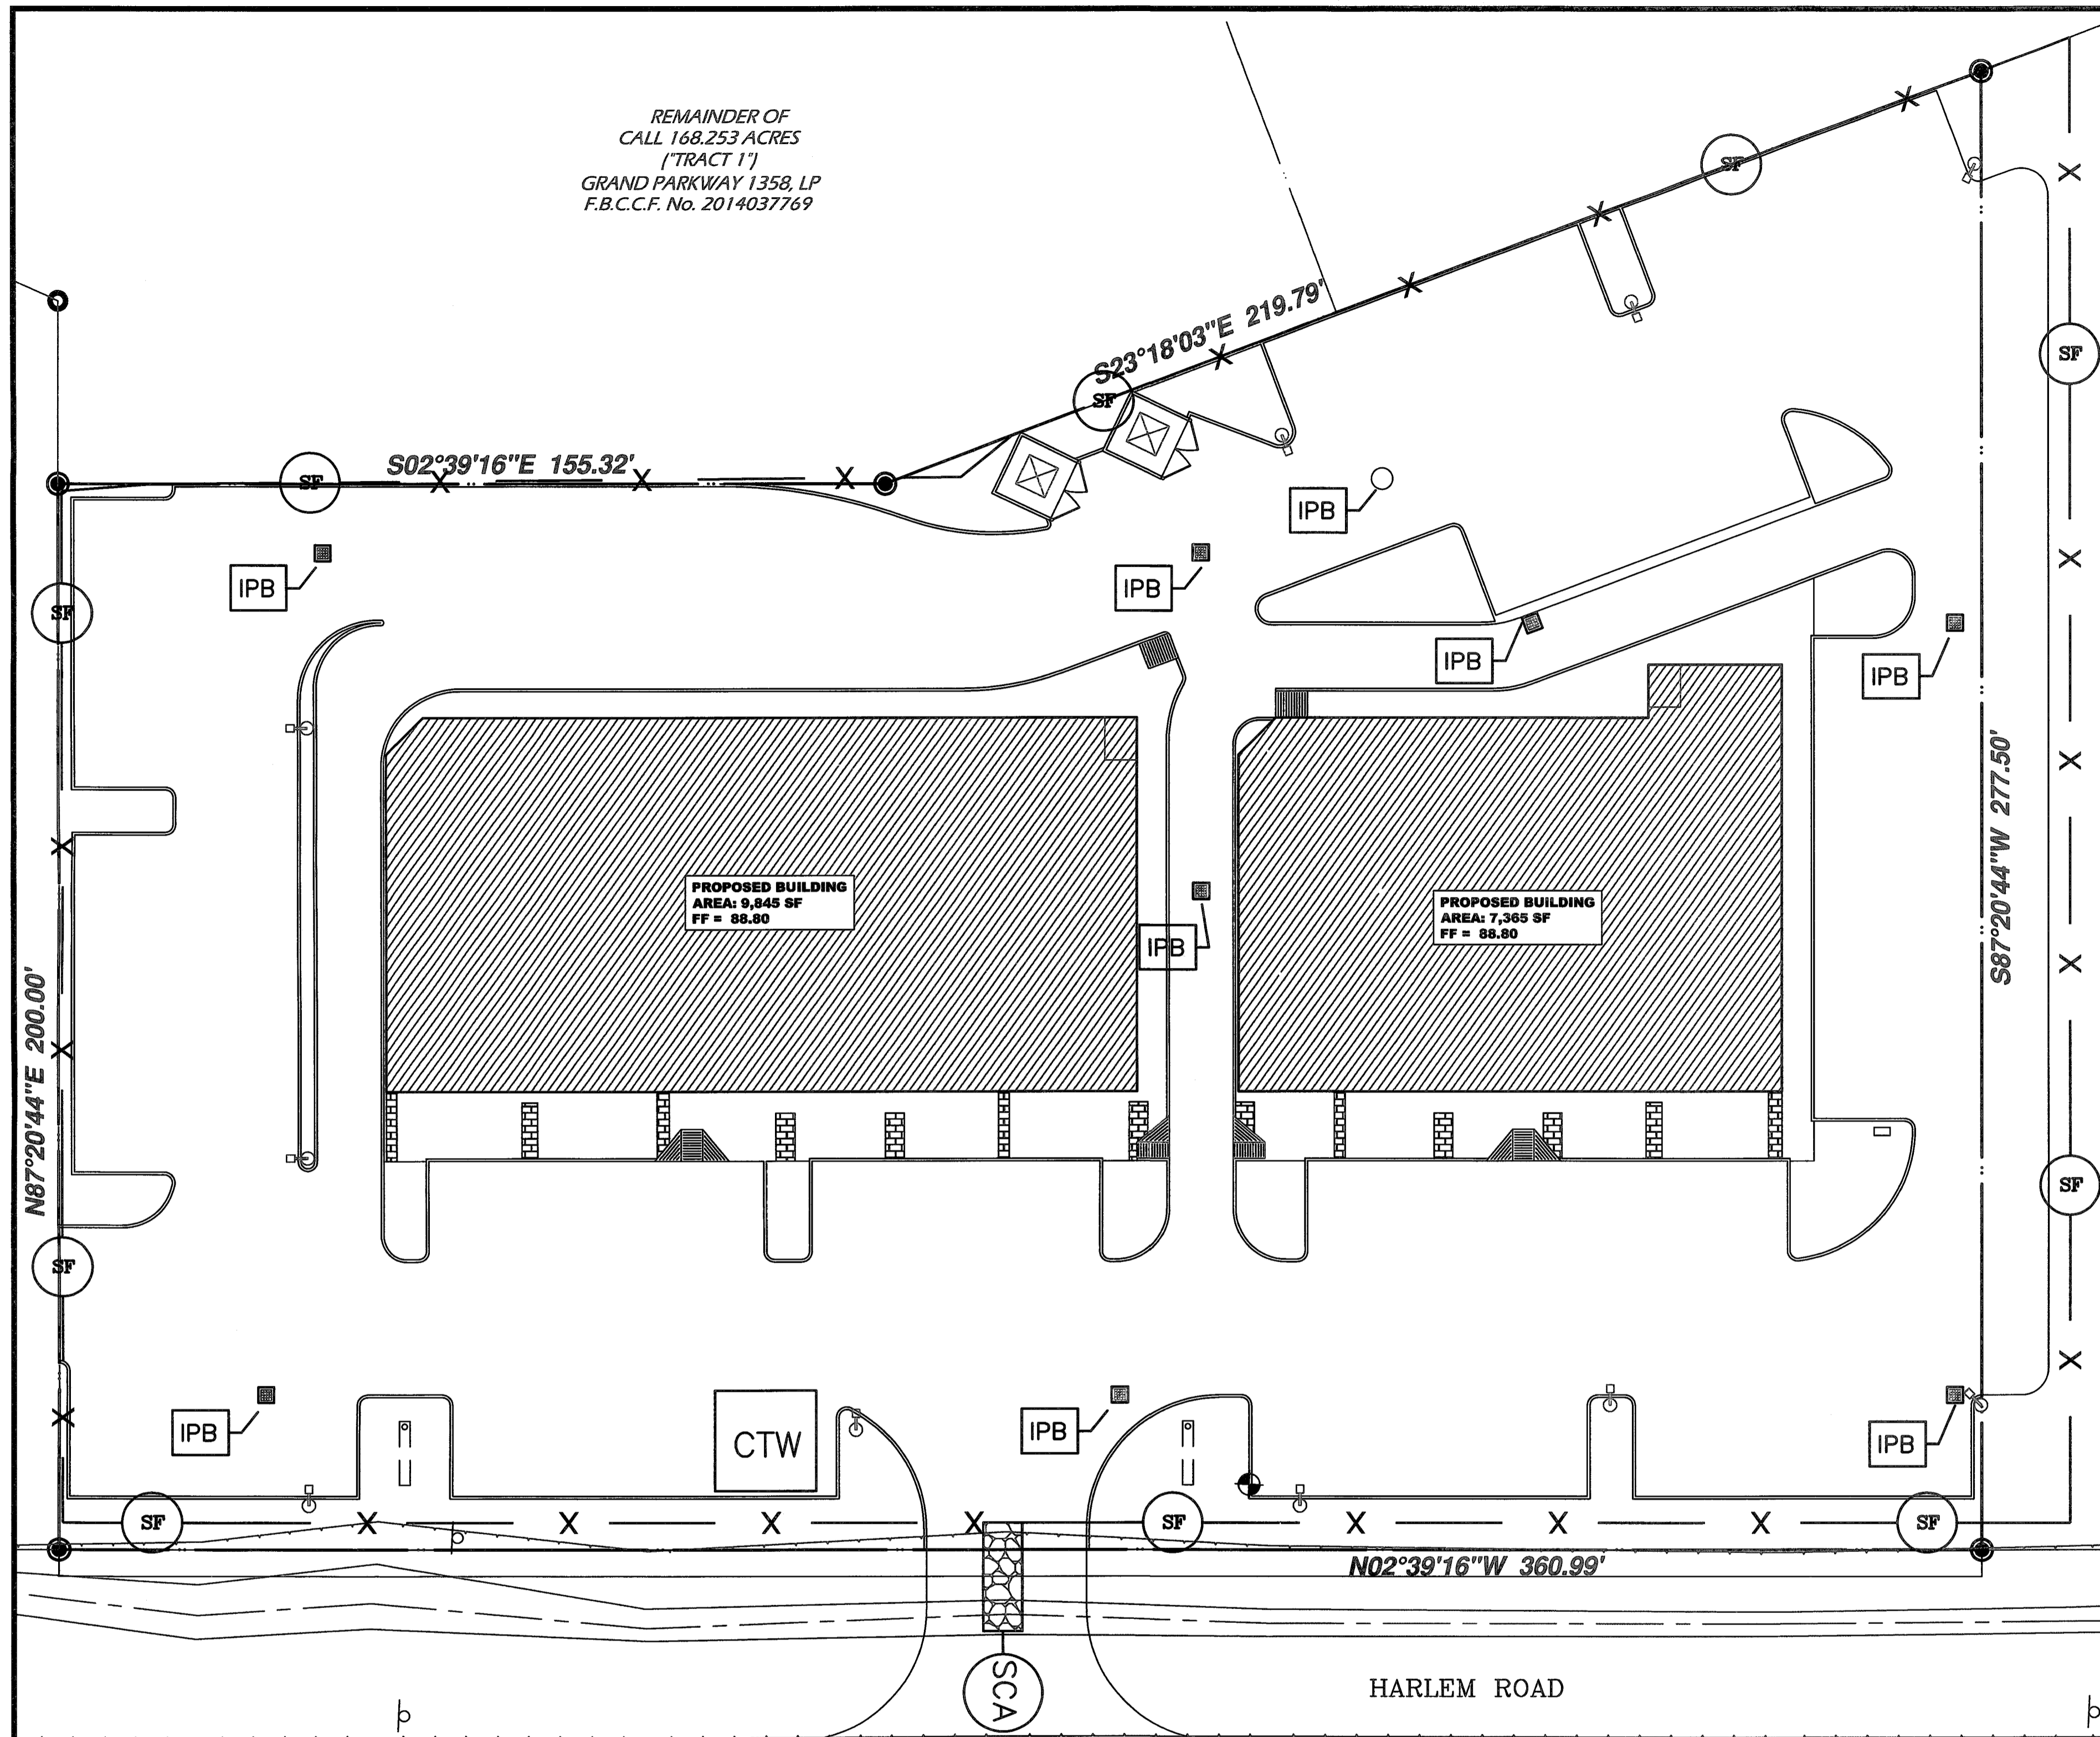 REMAINDER OF
CALL 168.253 ACRES
("TRACT 1")
GRAND PARKWAY 1358, LP
F.B.C.C.F. No. 2014037769
SF
S23°18'03"E 219.79'
SF
SF
S02°39'16"E 155.32'
SF
IPB
IPB
IPB
SF
IPB
IPB
S87°20'44"W 277.50'
PROPOSED BUILDING
AREA: 9,845 SF
FF = 88.80
PROPOSED BUILDING
AREA: 7,365 SF
FF = 88.80
IPB
N87°20'44"E 200.00'
SF
SF
IPB
CTW
IPB
IPB
SF
SF
SF
N02°39'16"W 360.99'
SCA
HARLEM ROAD